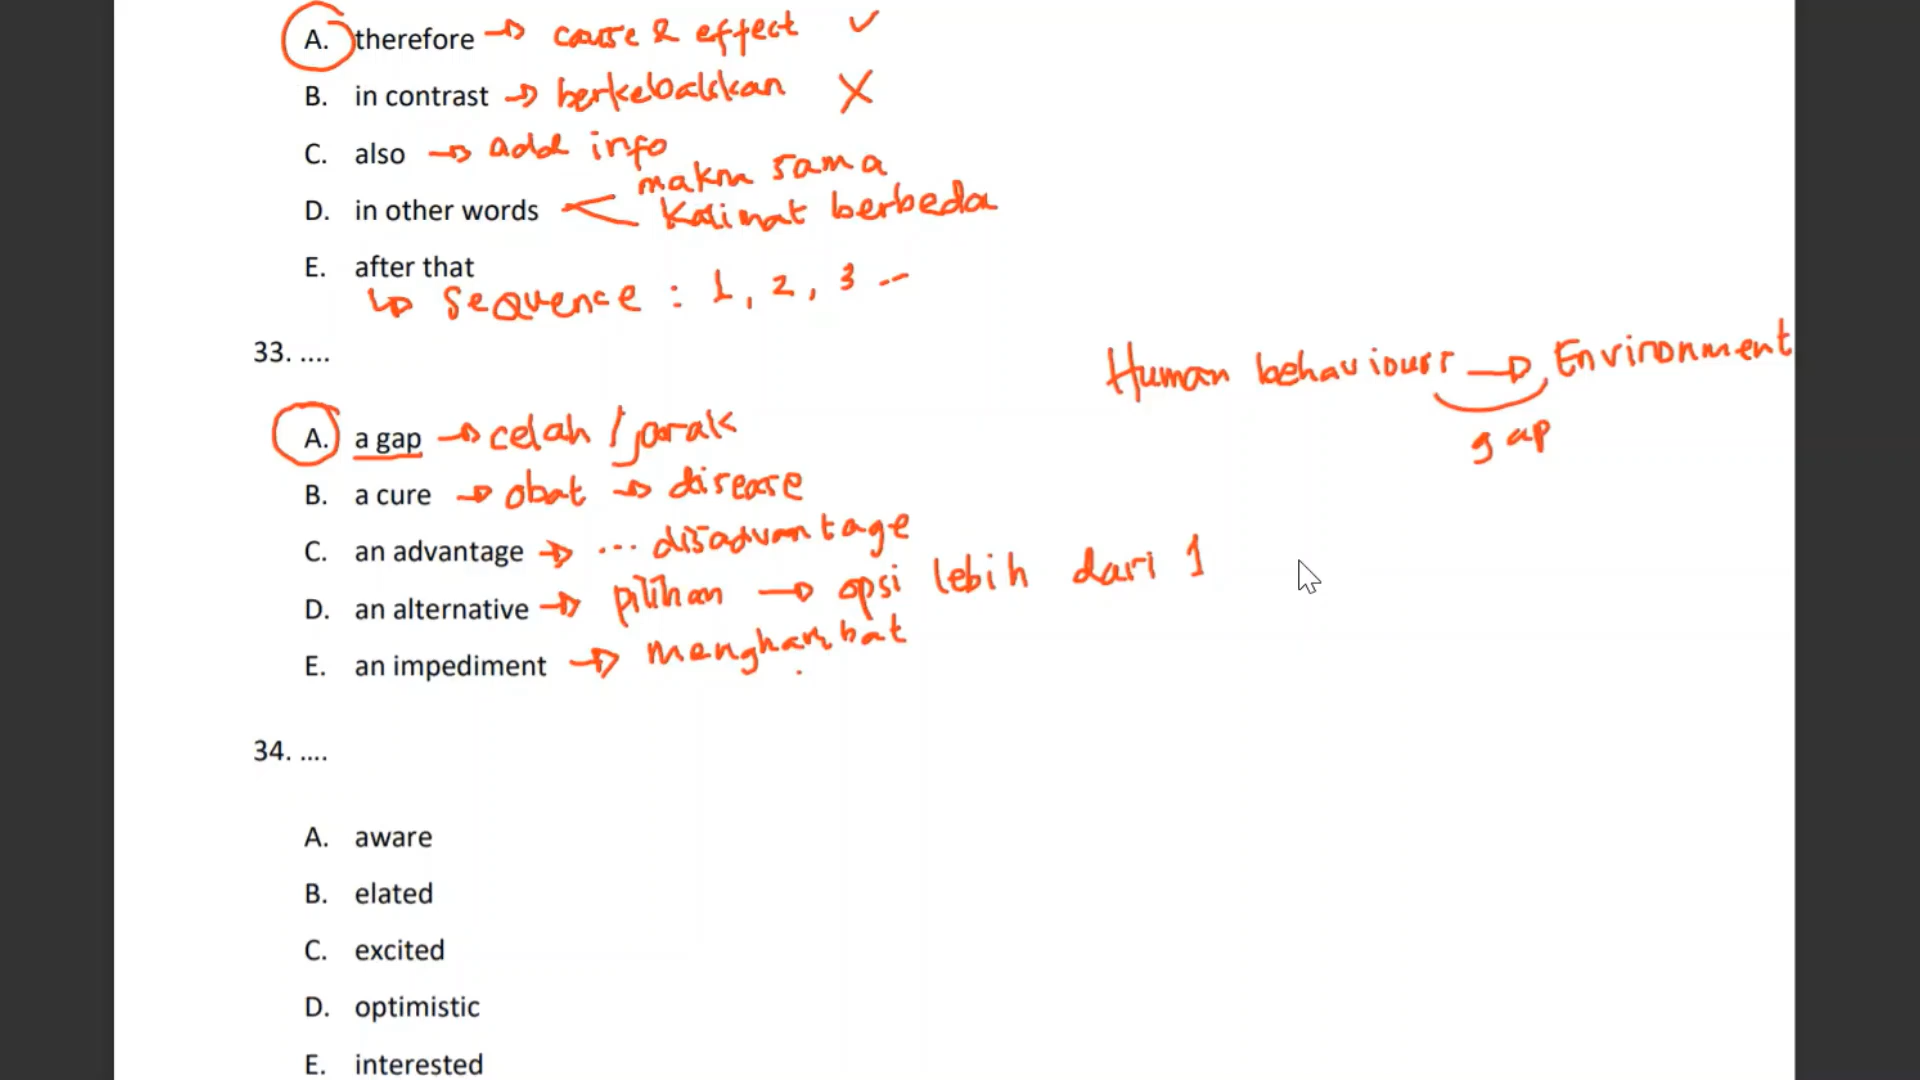 A. therefore → cause & effect ✓
B. in contrast → berkebalikkan X
C. also → add info
makna sama
D. in other words < kalimat berbeda
E. after that
↳ Sequence : 1, 2, 3 --
33. ....
Human behaviour → Environment
gap
A. a gap → celah / jarak
B. a cure → obat → disease
C. an advantage → ... disadvantage
D. an alternative → pilihan → opsi lebih dari 1
E. an impediment → menghambat
34. ....
A. aware
B. elated
C. excited
D. optimistic
E. interested